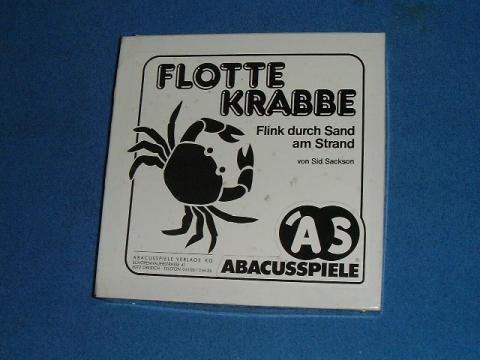 FLOTTE
KRABBE
Flink durch Sand
am Strand
von Sid Sackson
AS
ABACUSSPIELE
ABACUSSPIELE VERLAGS KG